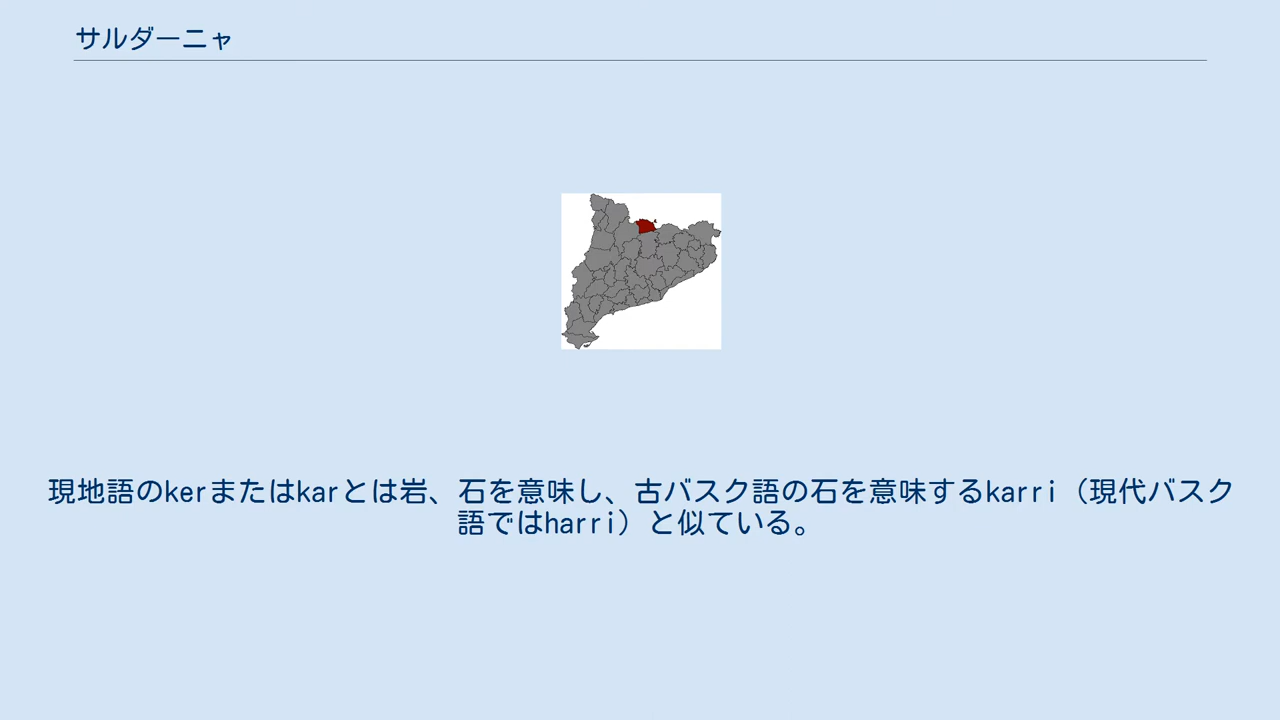 サルダーニャ
現地語のkerまたはkarとは岩、石を意味し、古バスク語の石を意味するkarri（現代バスク
語ではharri）と似ている。